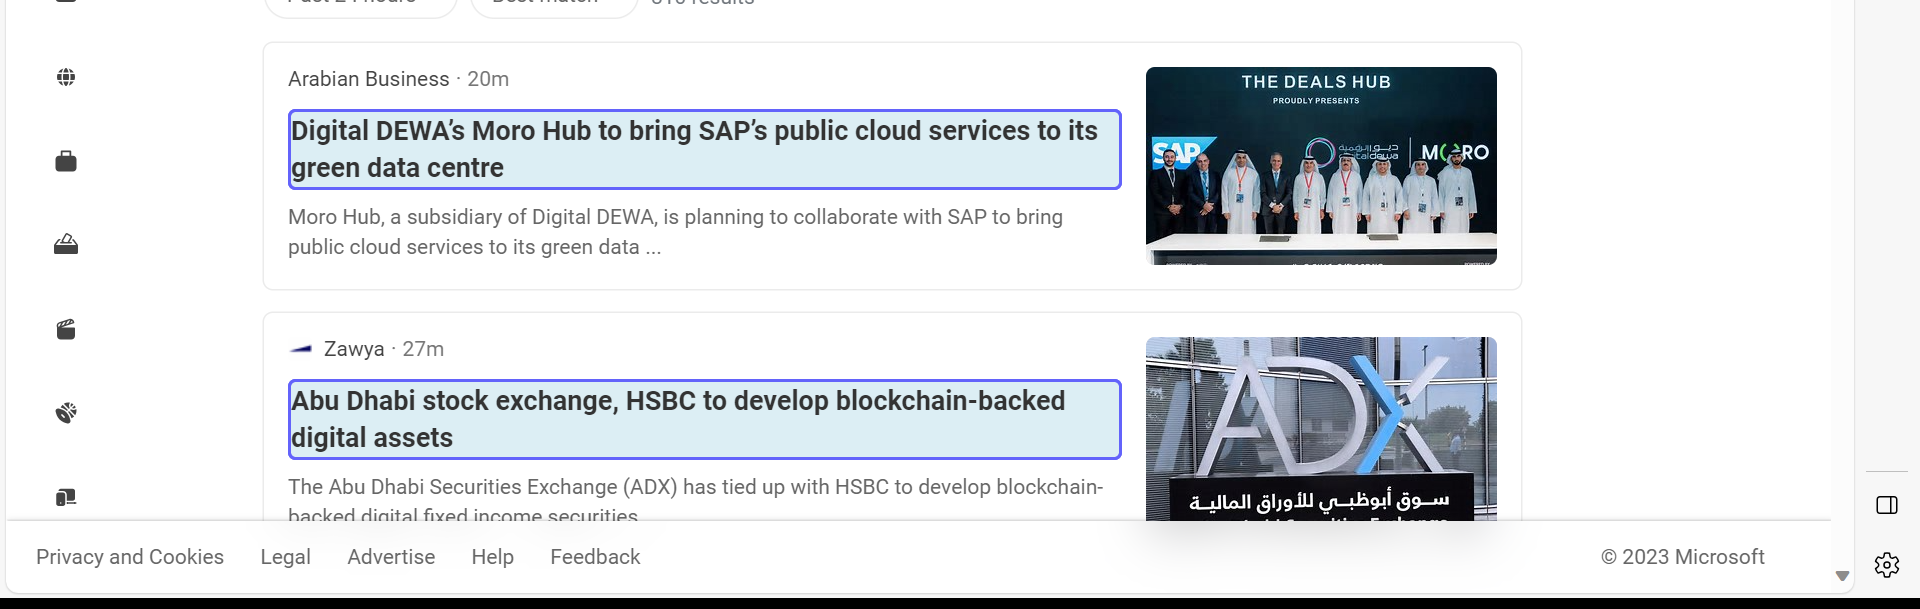 Arabian Business · 20m
Digital DEWA’s Moro Hub to bring SAP’s public cloud services to its
green data centre
Moro Hub, a subsidiary of Digital DEWA, is planning to collaborate with SAP to bring
public cloud services to its green data ...
THE DEALS HUB
PROUDLY PRESENTS
SAP
ديوا الرقمية
digitaldewa
MORO
Zawya · 27m
Abu Dhabi stock exchange, HSBC to develop blockchain-backed
digital assets
The Abu Dhabi Securities Exchange (ADX) has tied up with HSBC to develop blockchain-
backed digital fixed income securities
ADX
سوق أبوظبي للأوراق المالية
Privacy and Cookies
Legal
Advertise
Help
Feedback
© 2023 Microsoft